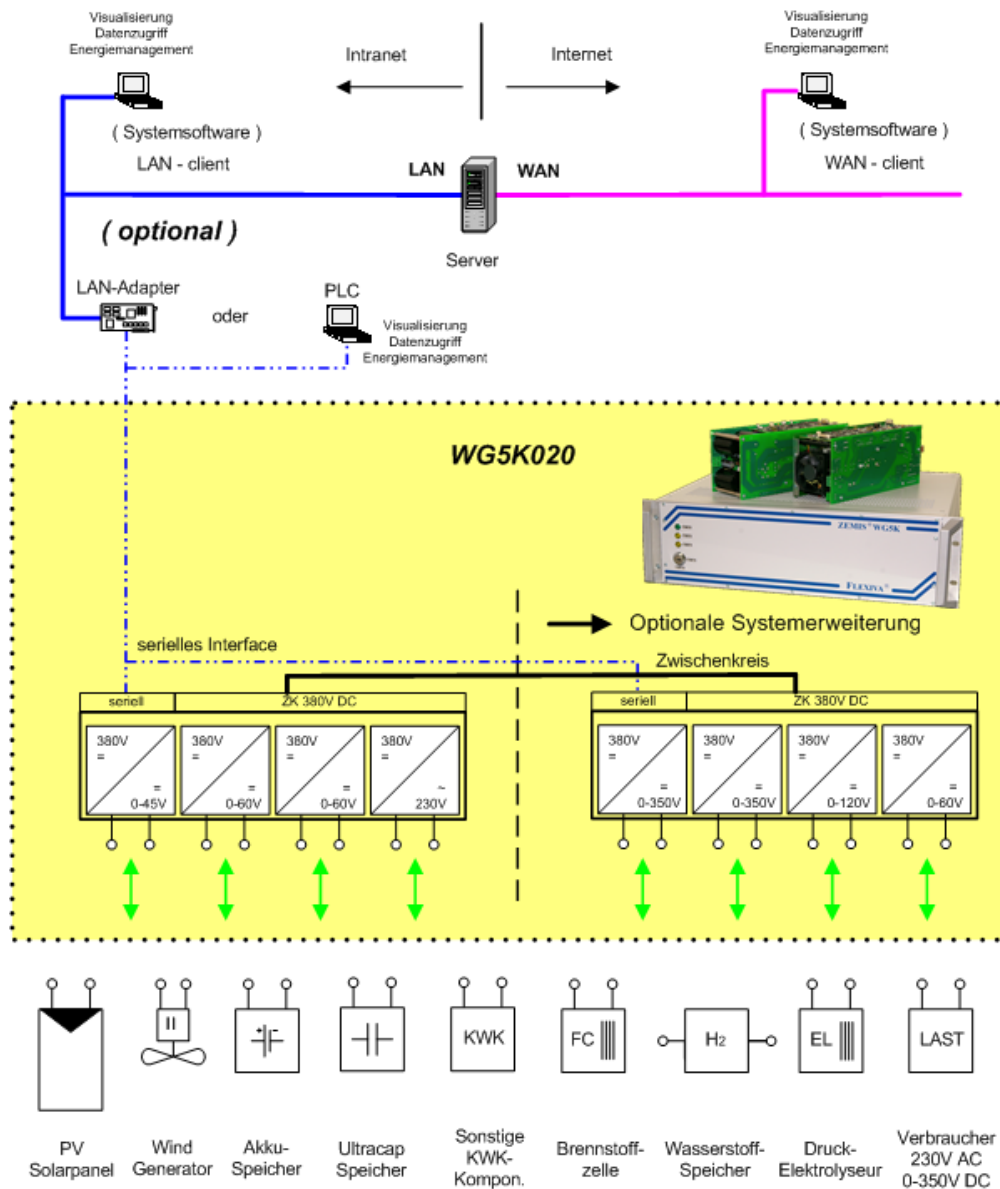 Visualisierung
Datenzugriff
Energiemanagement
Visualisierung
Datenzugriff
Energiemanagement
Intranet
Internet
( Systemsoftware )
LAN - client
( Systemsoftware )
WAN - client
LAN
WAN
( optional )
Server
LAN-Adapter
oder
PLC
Visualisierung
Datenzugriff
Energiemanagement
WG5K020
ZEMIS® WG5K
FLEXIVA®
Optionale Systemerweiterung
serielles Interface
Zwischenkreis
seriell
ZK 380V DC
seriell
ZK 380V DC
380V
=
=
0-45V
380V
=
=
0-60V
380V
=
=
0-60V
380V
=
~
230V
380V
=
=
0-350V
380V
=
=
0-350V
380V
=
=
0-120V
380V
=
=
0-60V
+ -
KWK
FC
H2
EL
LAST
PV
Solarpanel
Wind
Generator
Akku-
Speicher
Ultracap
Speicher
Sonstige
KWK-
Kompon.
Brennstoff-
zelle
Wasserstoff-
Speicher
Druck-
Elektrolyseur
Verbraucher
230V AC
0-350V DC